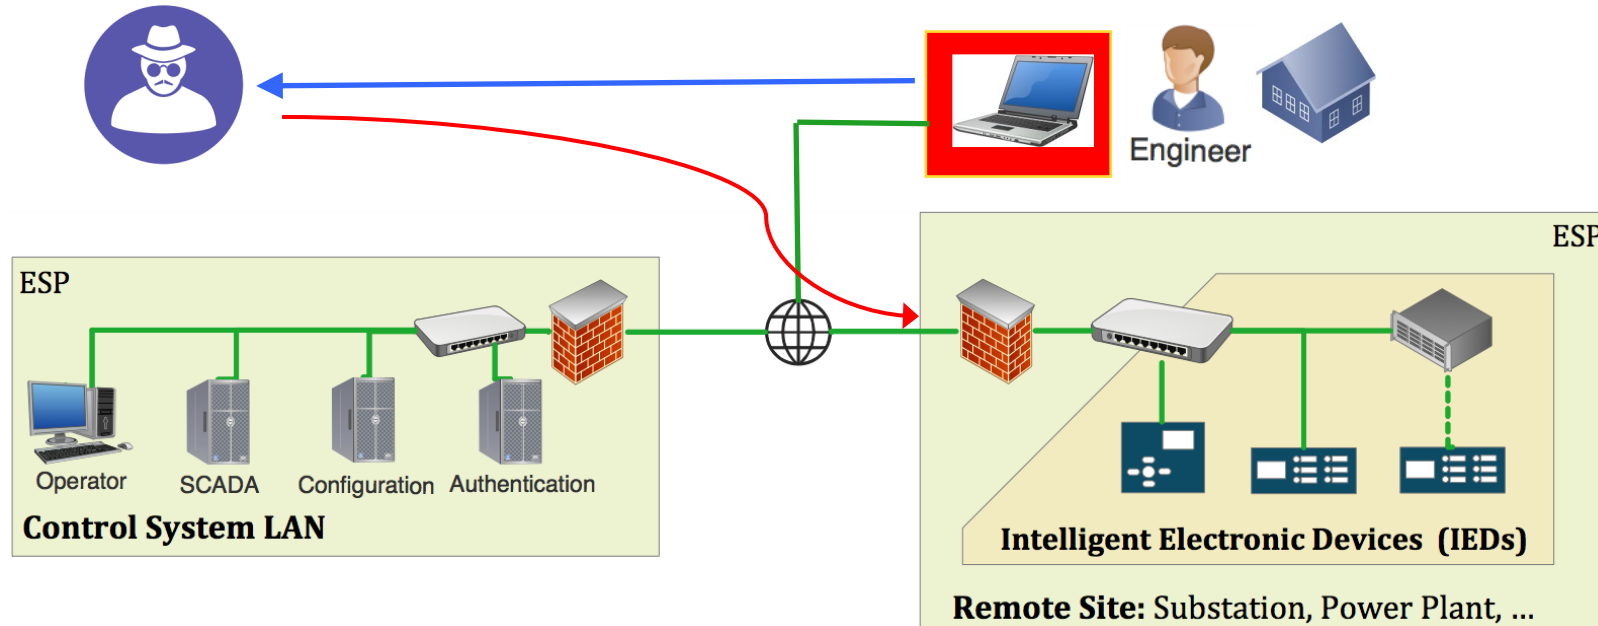 Engineer
ESP
ESP
Operator
SCADA
Configuration
Authentication
Control System LAN
Intelligent Electronic Devices (IEDs)
Remote Site: Substation, Power Plant, ...